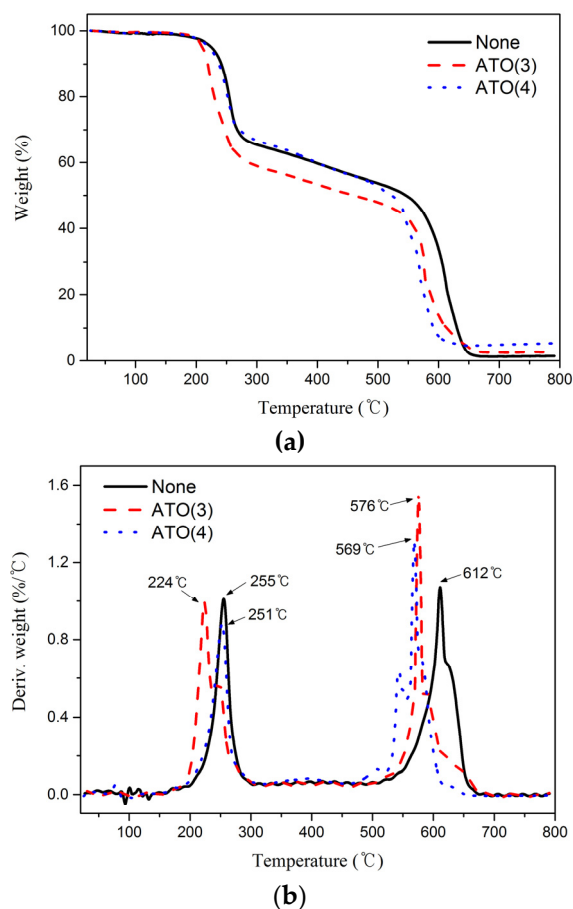 100
80
60
40
20
0
Weight (%)
None
ATO(3)
ATO(4)
100 200 300 400 500 600 700 800
Temperature (℃)
(a)
1.6
1.2
0.8
0.4
0.0
Deriv. weight (%/℃)
None
ATO(3)
ATO(4)
224℃
255℃
251℃
576℃
569℃
612℃
100 200 300 400 500 600 700 800
Temperature (℃)
(b)